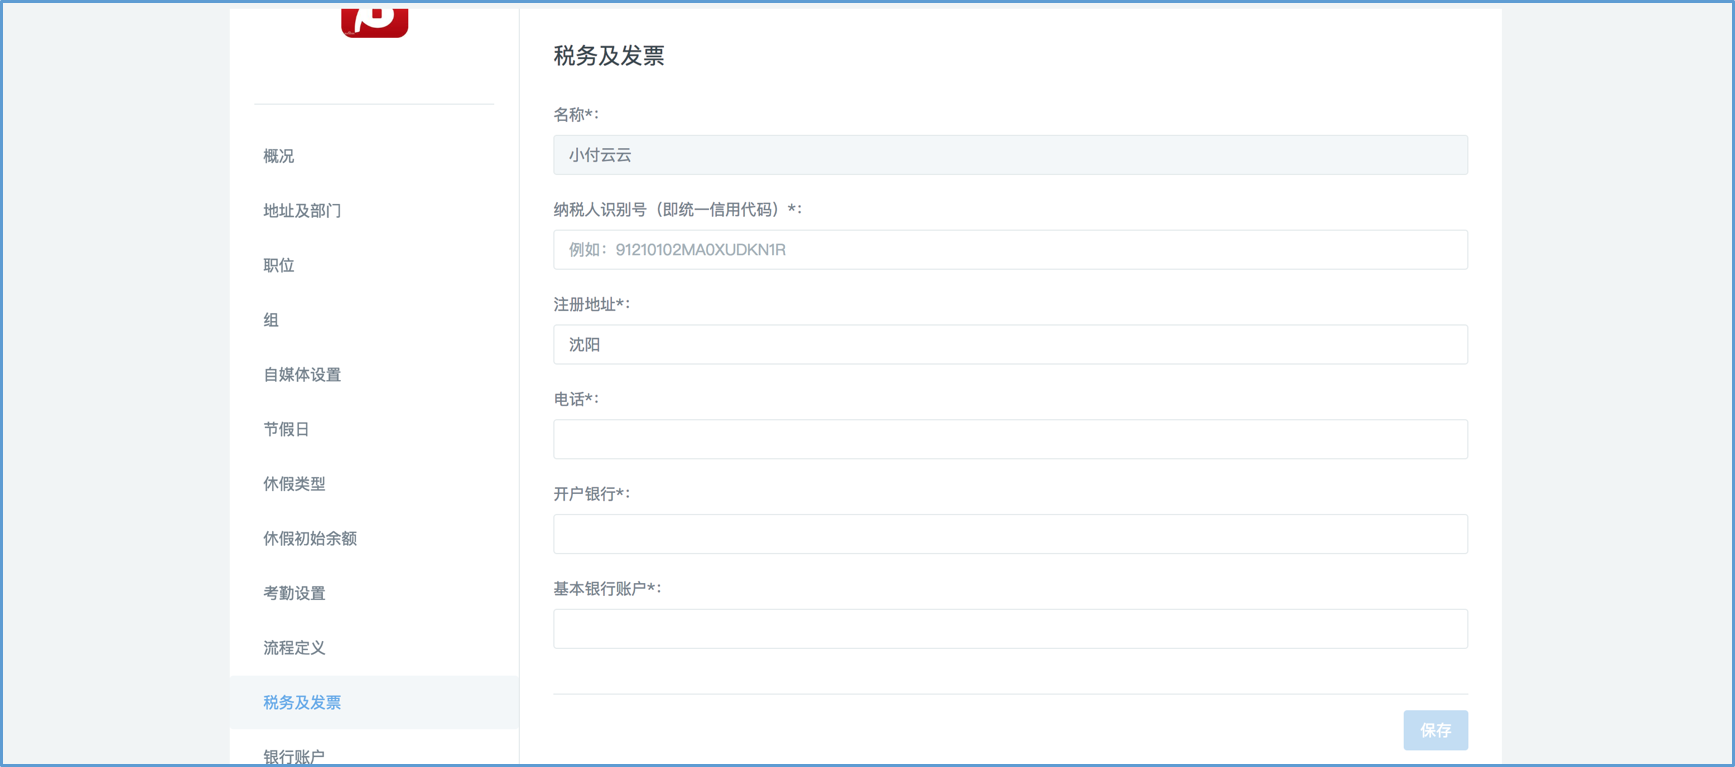 概况
地址及部门
职位
组
自媒体设置
节假日
休假类型
休假初始余额
考勤设置
流程定义
税务及发票
银行账户
税务及发票
名称*:
小付云云
纳税人识别号（即统一信用代码）*:
例如：91210102MA0XUDKN1R
注册地址*:
沈阳
电话*:
开户银行*:
基本银行账户*:
保存